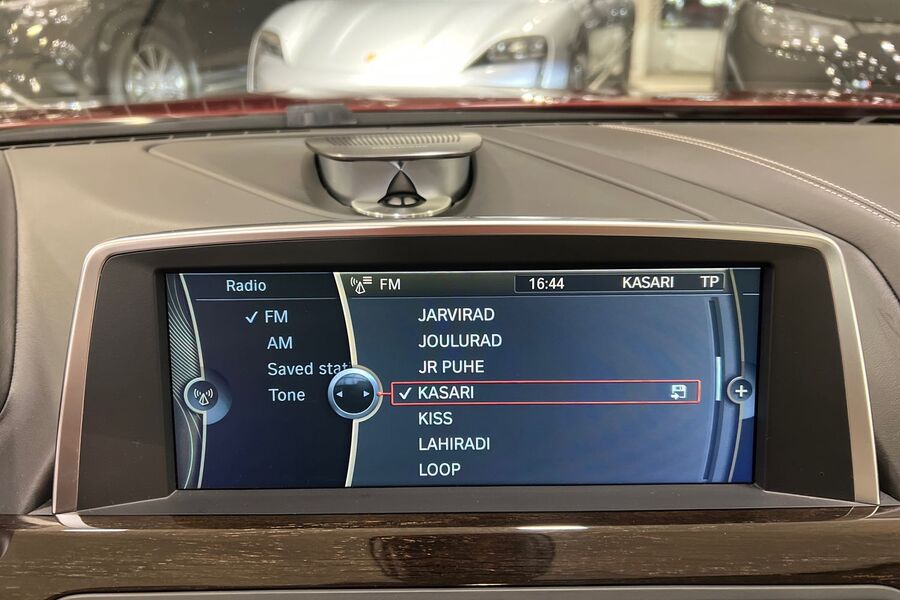 Radio
FM
AM
Saved stat
Tone
FM 16:44 KASARI TP
JARVIRAD
JOULURAD
JR PUHE
KASARI
KISS
LAHIRADI
LOOP